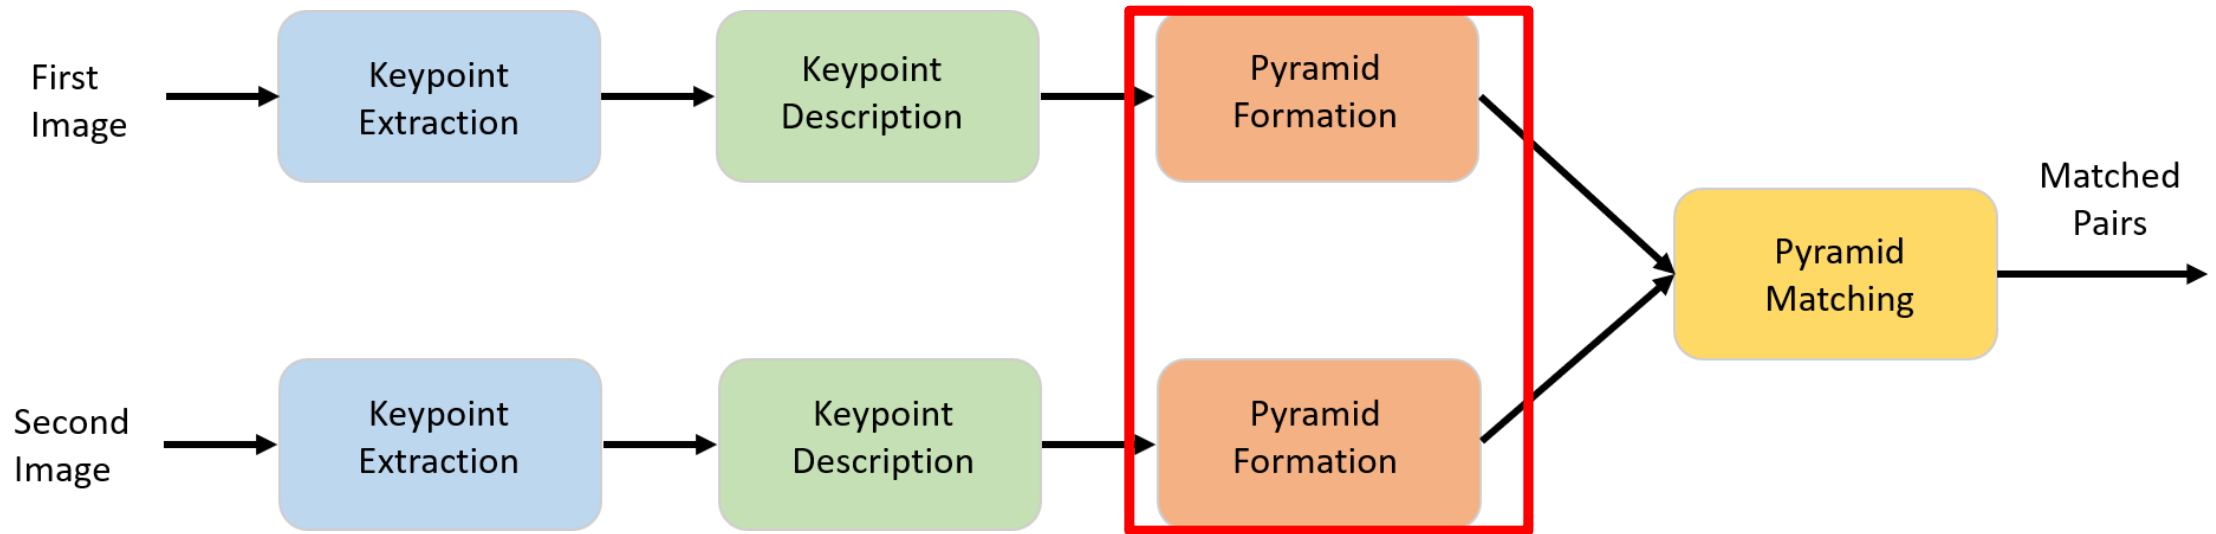 First
Image
Keypoint
Extraction
Keypoint
Description
Pyramid
Formation
Second
Image
Keypoint
Extraction
Keypoint
Description
Pyramid
Formation
Pyramid
Matching
Matched
Pairs